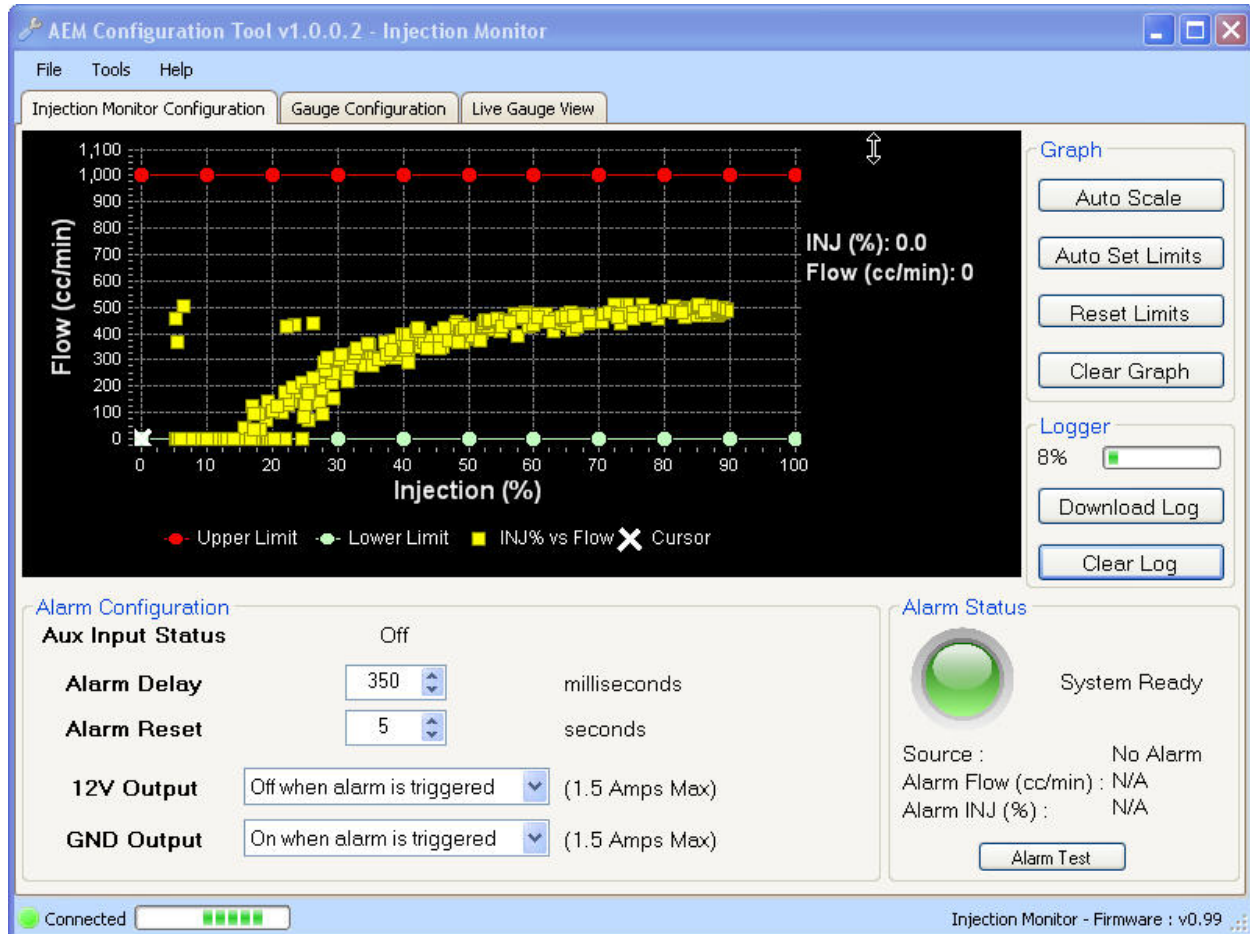 AEM Configuration Tool v1.0.0.2 - Injection Monitor
File Tools Help
Injection Monitor Configuration Gauge Configuration Live Gauge View
1,100
1,000
900
800
700
600
500
400
300
200
100
0
Flow (cc/min)
0 10 20 30 40 50 60 70 80 90 100
Injection (%)
INJ (%): 0.0
Flow (cc/min): 0
Upper Limit Lower Limit INJ% vs Flow Cursor
Graph
Auto Scale
Auto Set Limits
Reset Limits
Clear Graph
Logger
8%
Download Log
Clear Log
Alarm Configuration
Aux Input Status Off
Alarm Delay 350 milliseconds
Alarm Reset 5 seconds
12V Output Off when alarm is triggered (1.5 Amps Max)
GND Output On when alarm is triggered (1.5 Amps Max)
Alarm Status
System Ready
Source : No Alarm
Alarm Flow (cc/min) : N/A
Alarm INJ (%) : N/A
Alarm Test
Connected Injection Monitor - Firmware : v0.99